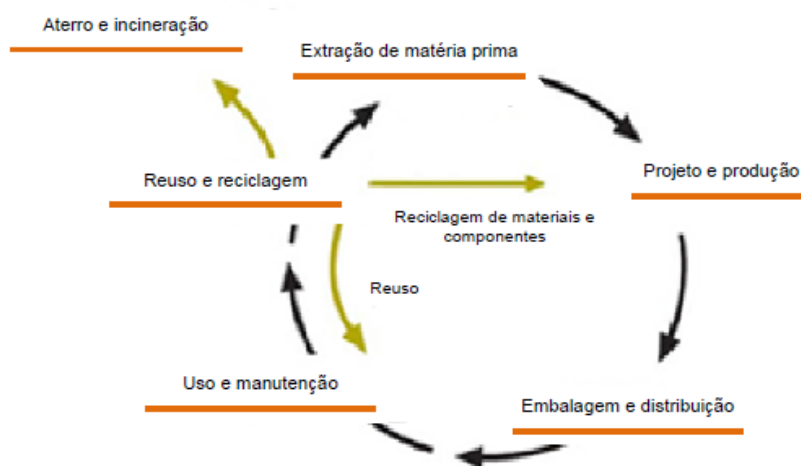 Aterro e incineração
Extração de matéria prima
Reuso e reciclagem
Projeto e produção
Reciclagem de materiais e
componentes
Reuso
Uso e manutenção
Embalagem e distribuição